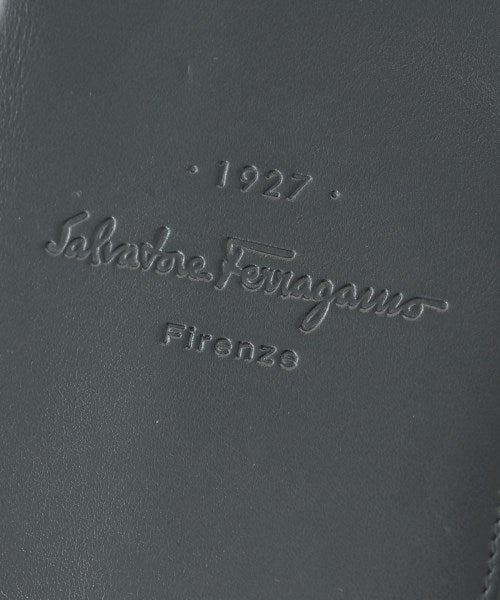 · 1927 ·
Salvatore Ferragamo
Firenze